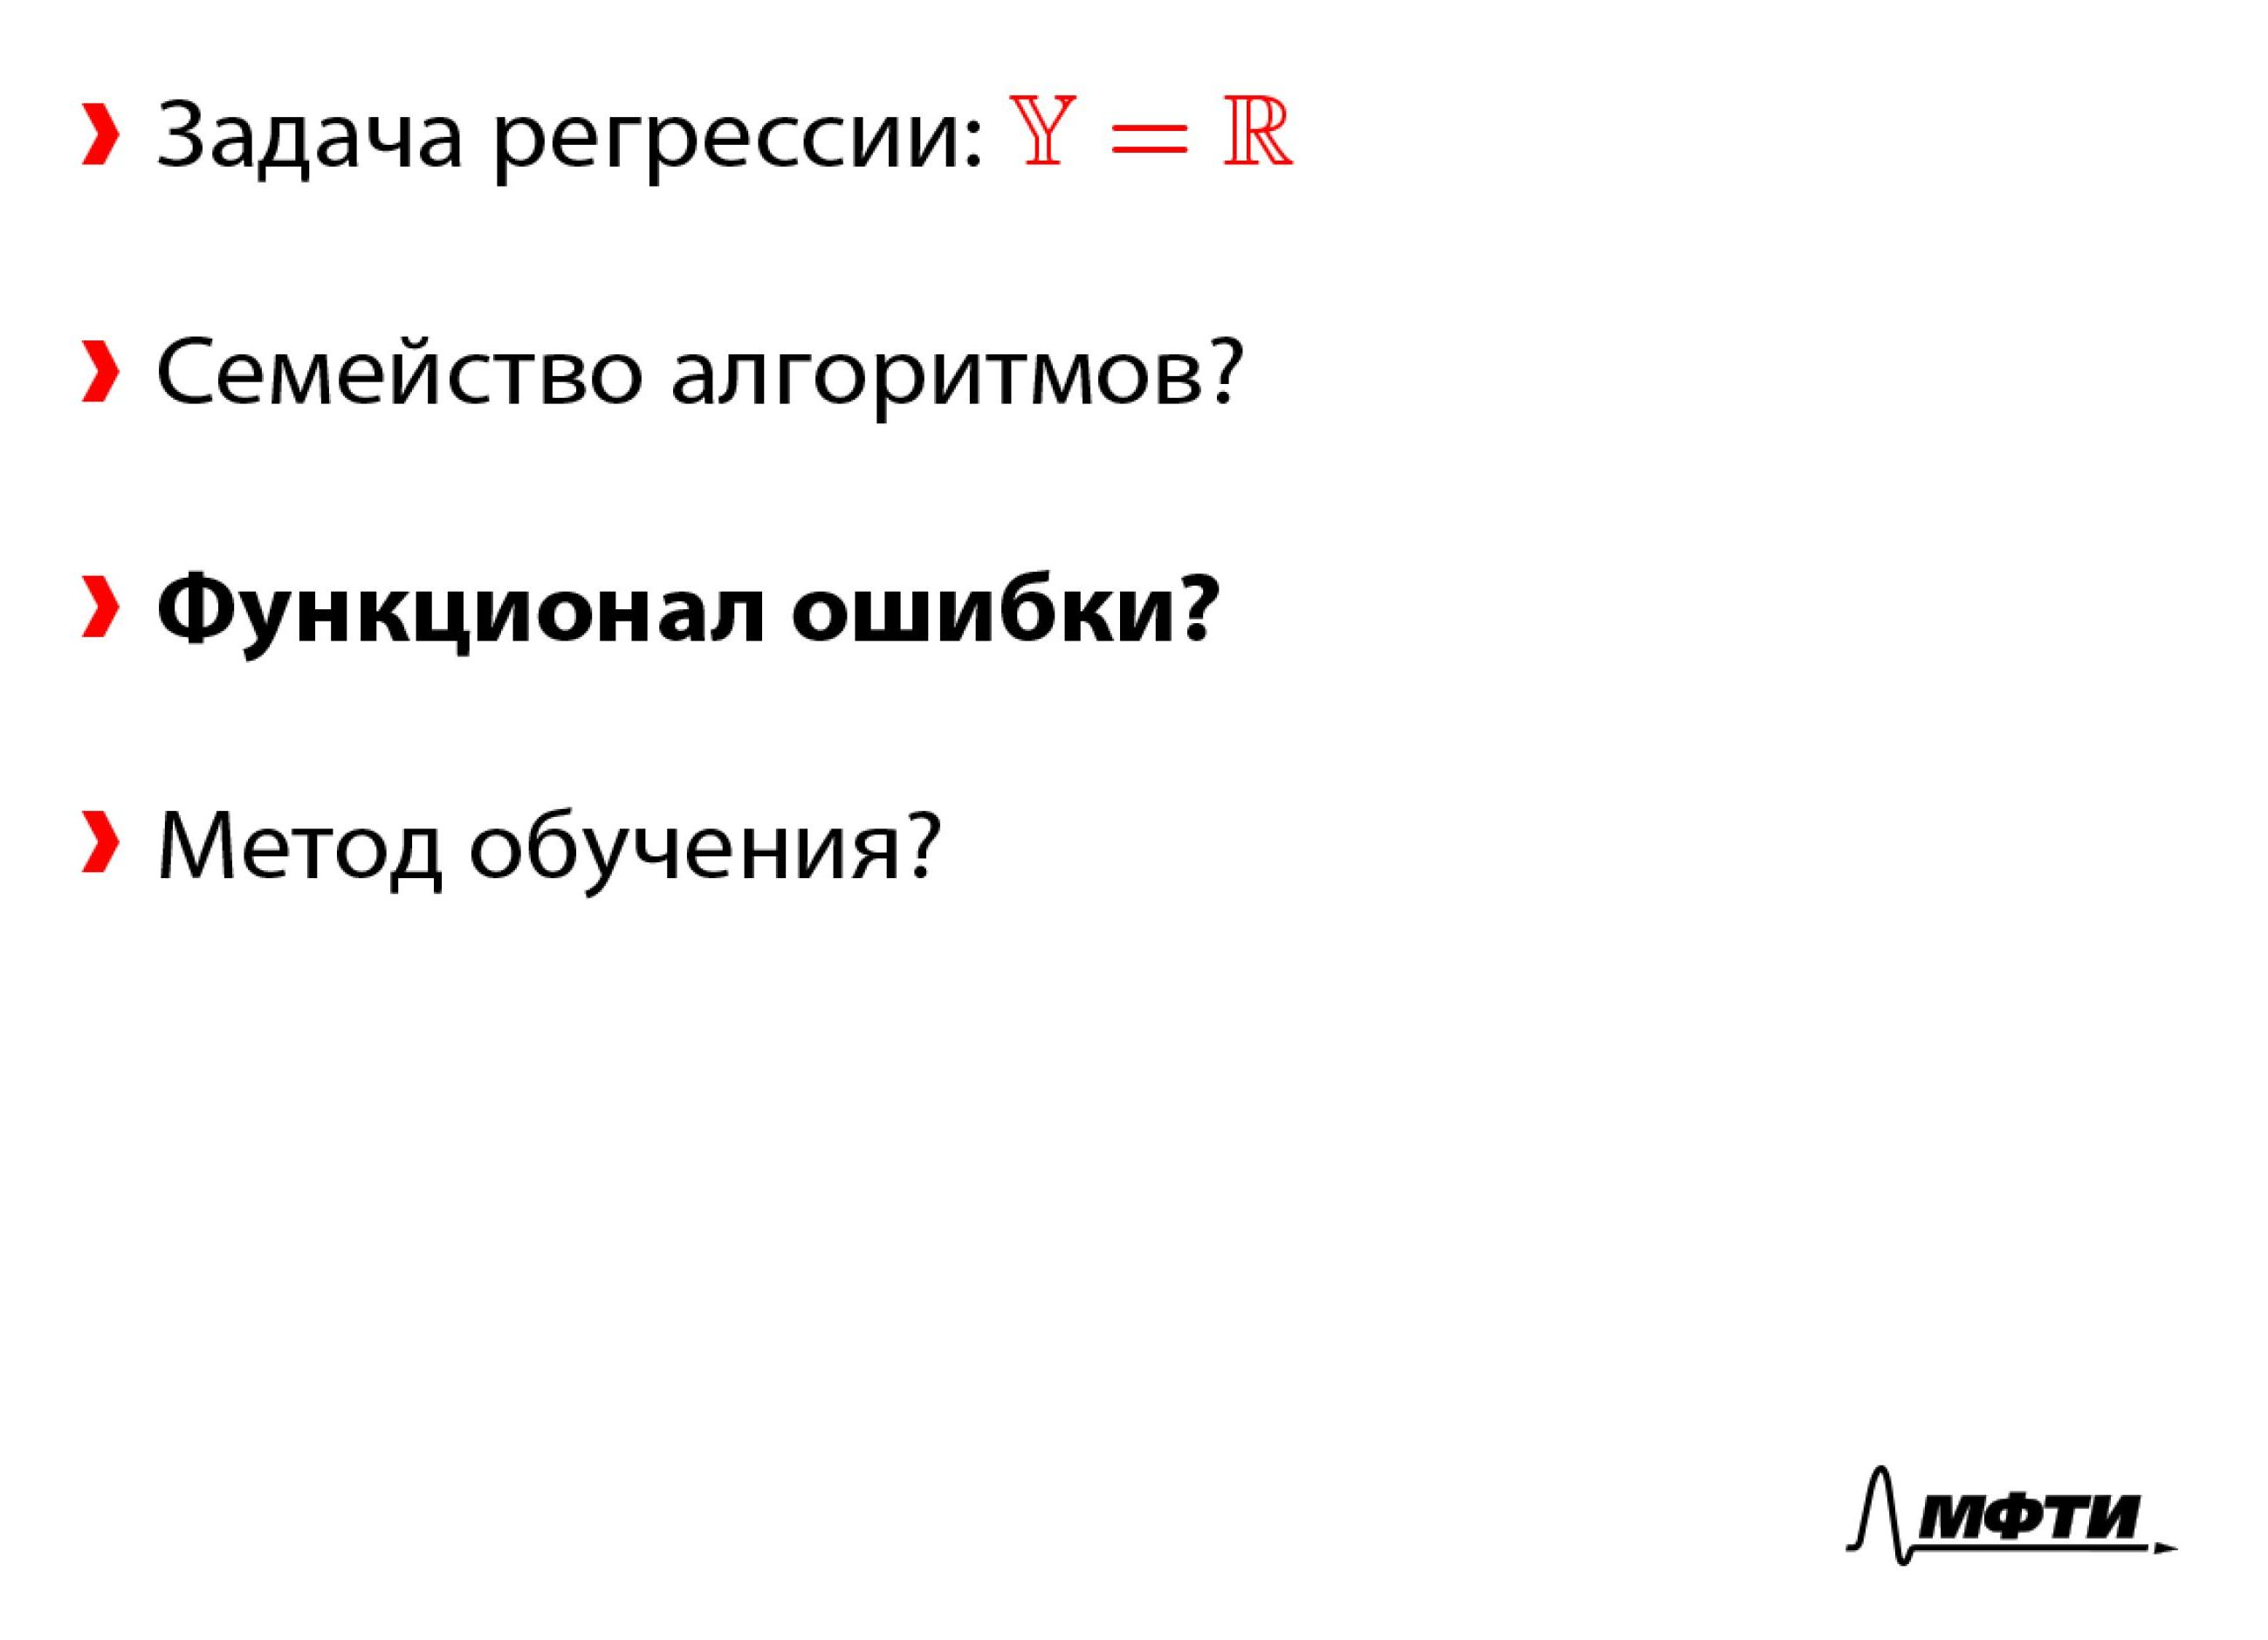 Задача регрессии: 𝕐 = ℝ
Семейство алгоритмов?
Функционал ошибки?
Метод обучения?
МФТИ